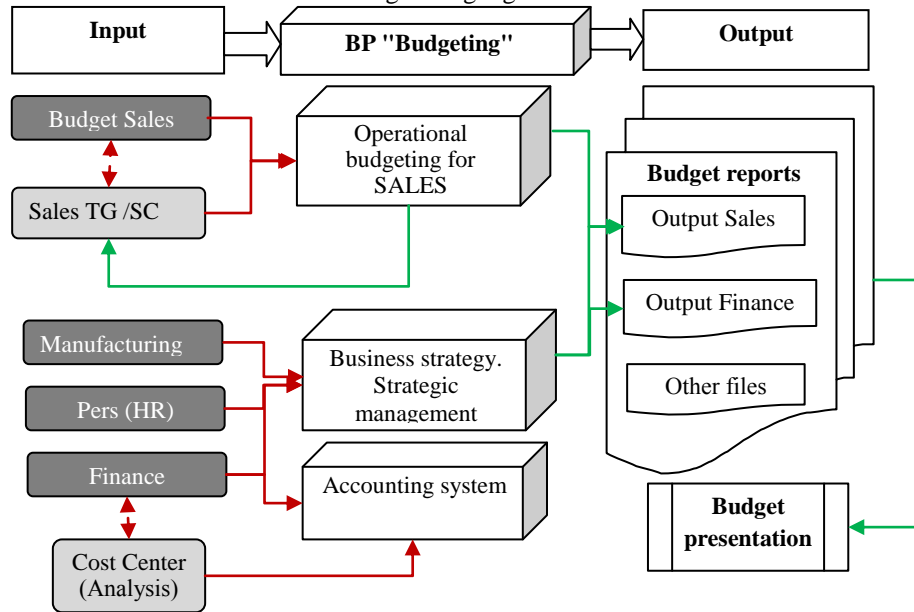 Input
BP "Budgeting"
Output
Budget Sales
Sales TG /SC
Operational
budgeting for
SALES
Budget reports
Output Sales
Output Finance
Other files
Manufacturing
Pers (HR)
Finance
Cost Center
(Analysis)
Business strategy.
Strategic
management
Accounting system
Budget
presentation